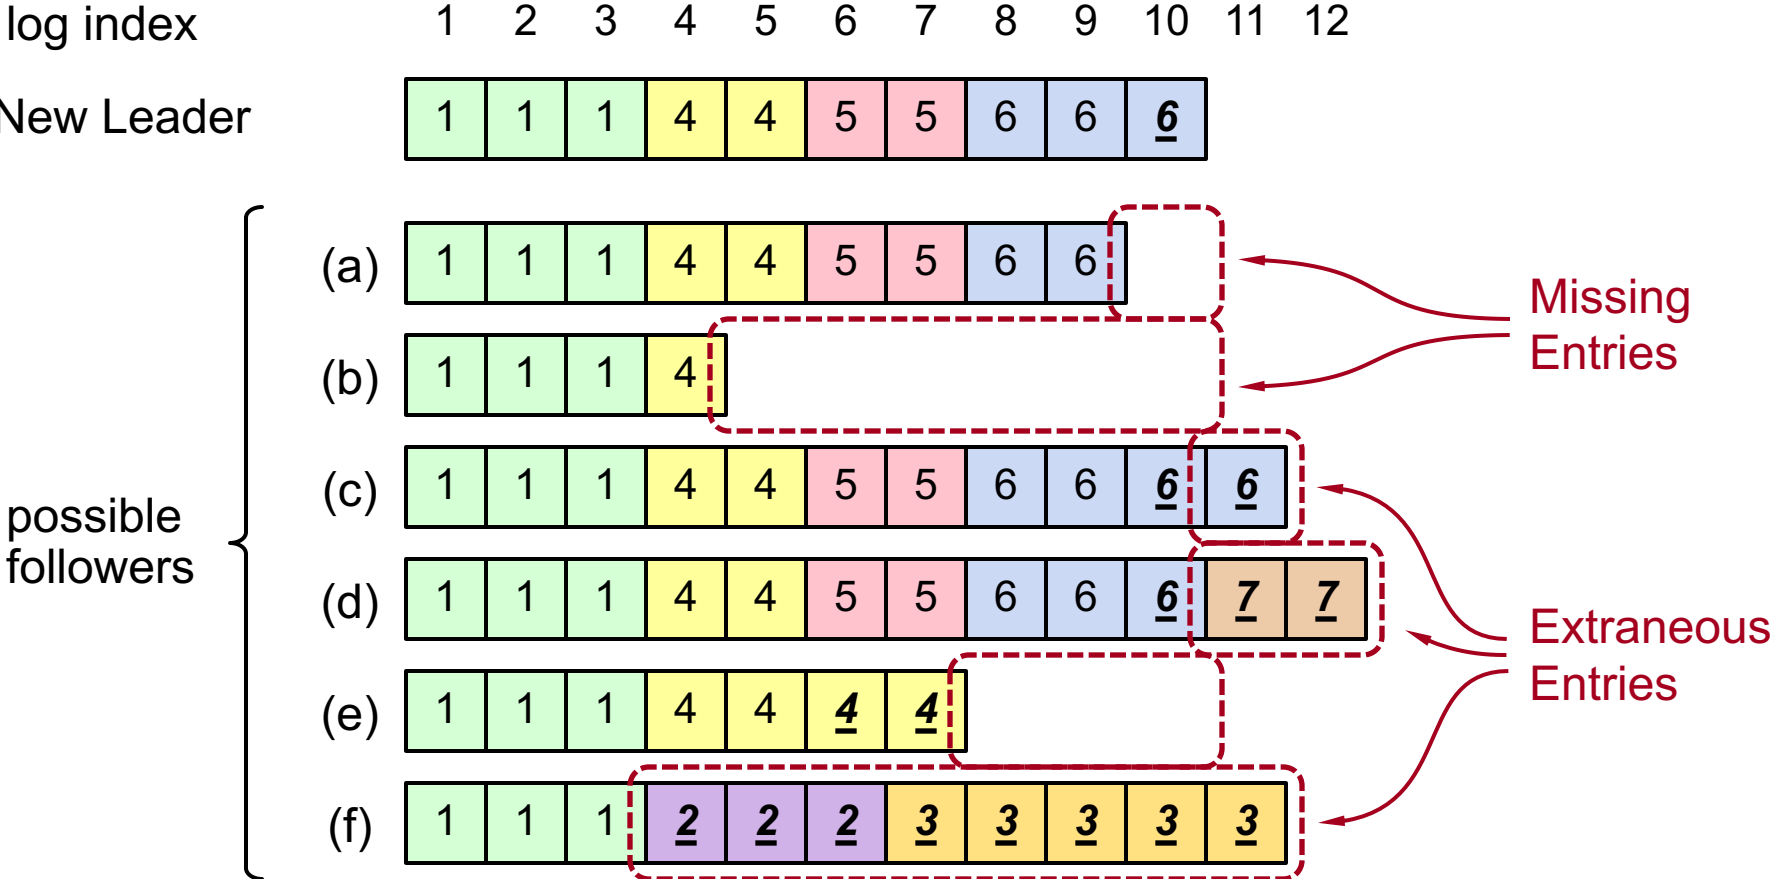 log index 1 2 3 4 5 6 7 8 9 10 11 12
New Leader 1 1 1 4 4 5 5 6 6 6
(a) 1 1 1 4 4 5 5 6 6
Missing
Entries
(b) 1 1 1 4
(c) 1 1 1 4 4 5 5 6 6 6 6
possible
followers
(d) 1 1 1 4 4 5 5 6 6 6 7 7
Extraneous
Entries
(e) 1 1 1 4 4 4 4
(f) 1 1 1 2 2 2 3 3 3 3 3